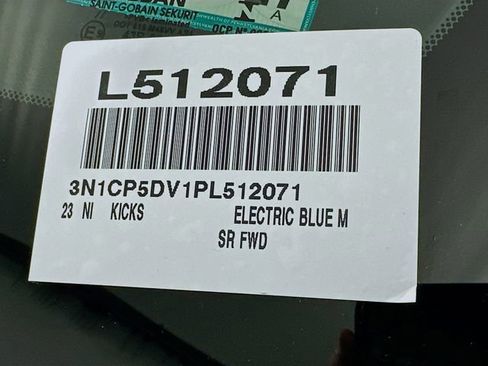 SAINT-GOBAIN SEKURIT
L512071
3N1CP5DV1PL512071
23 NI KICKS ELECTRIC BLUE M
SR FWD